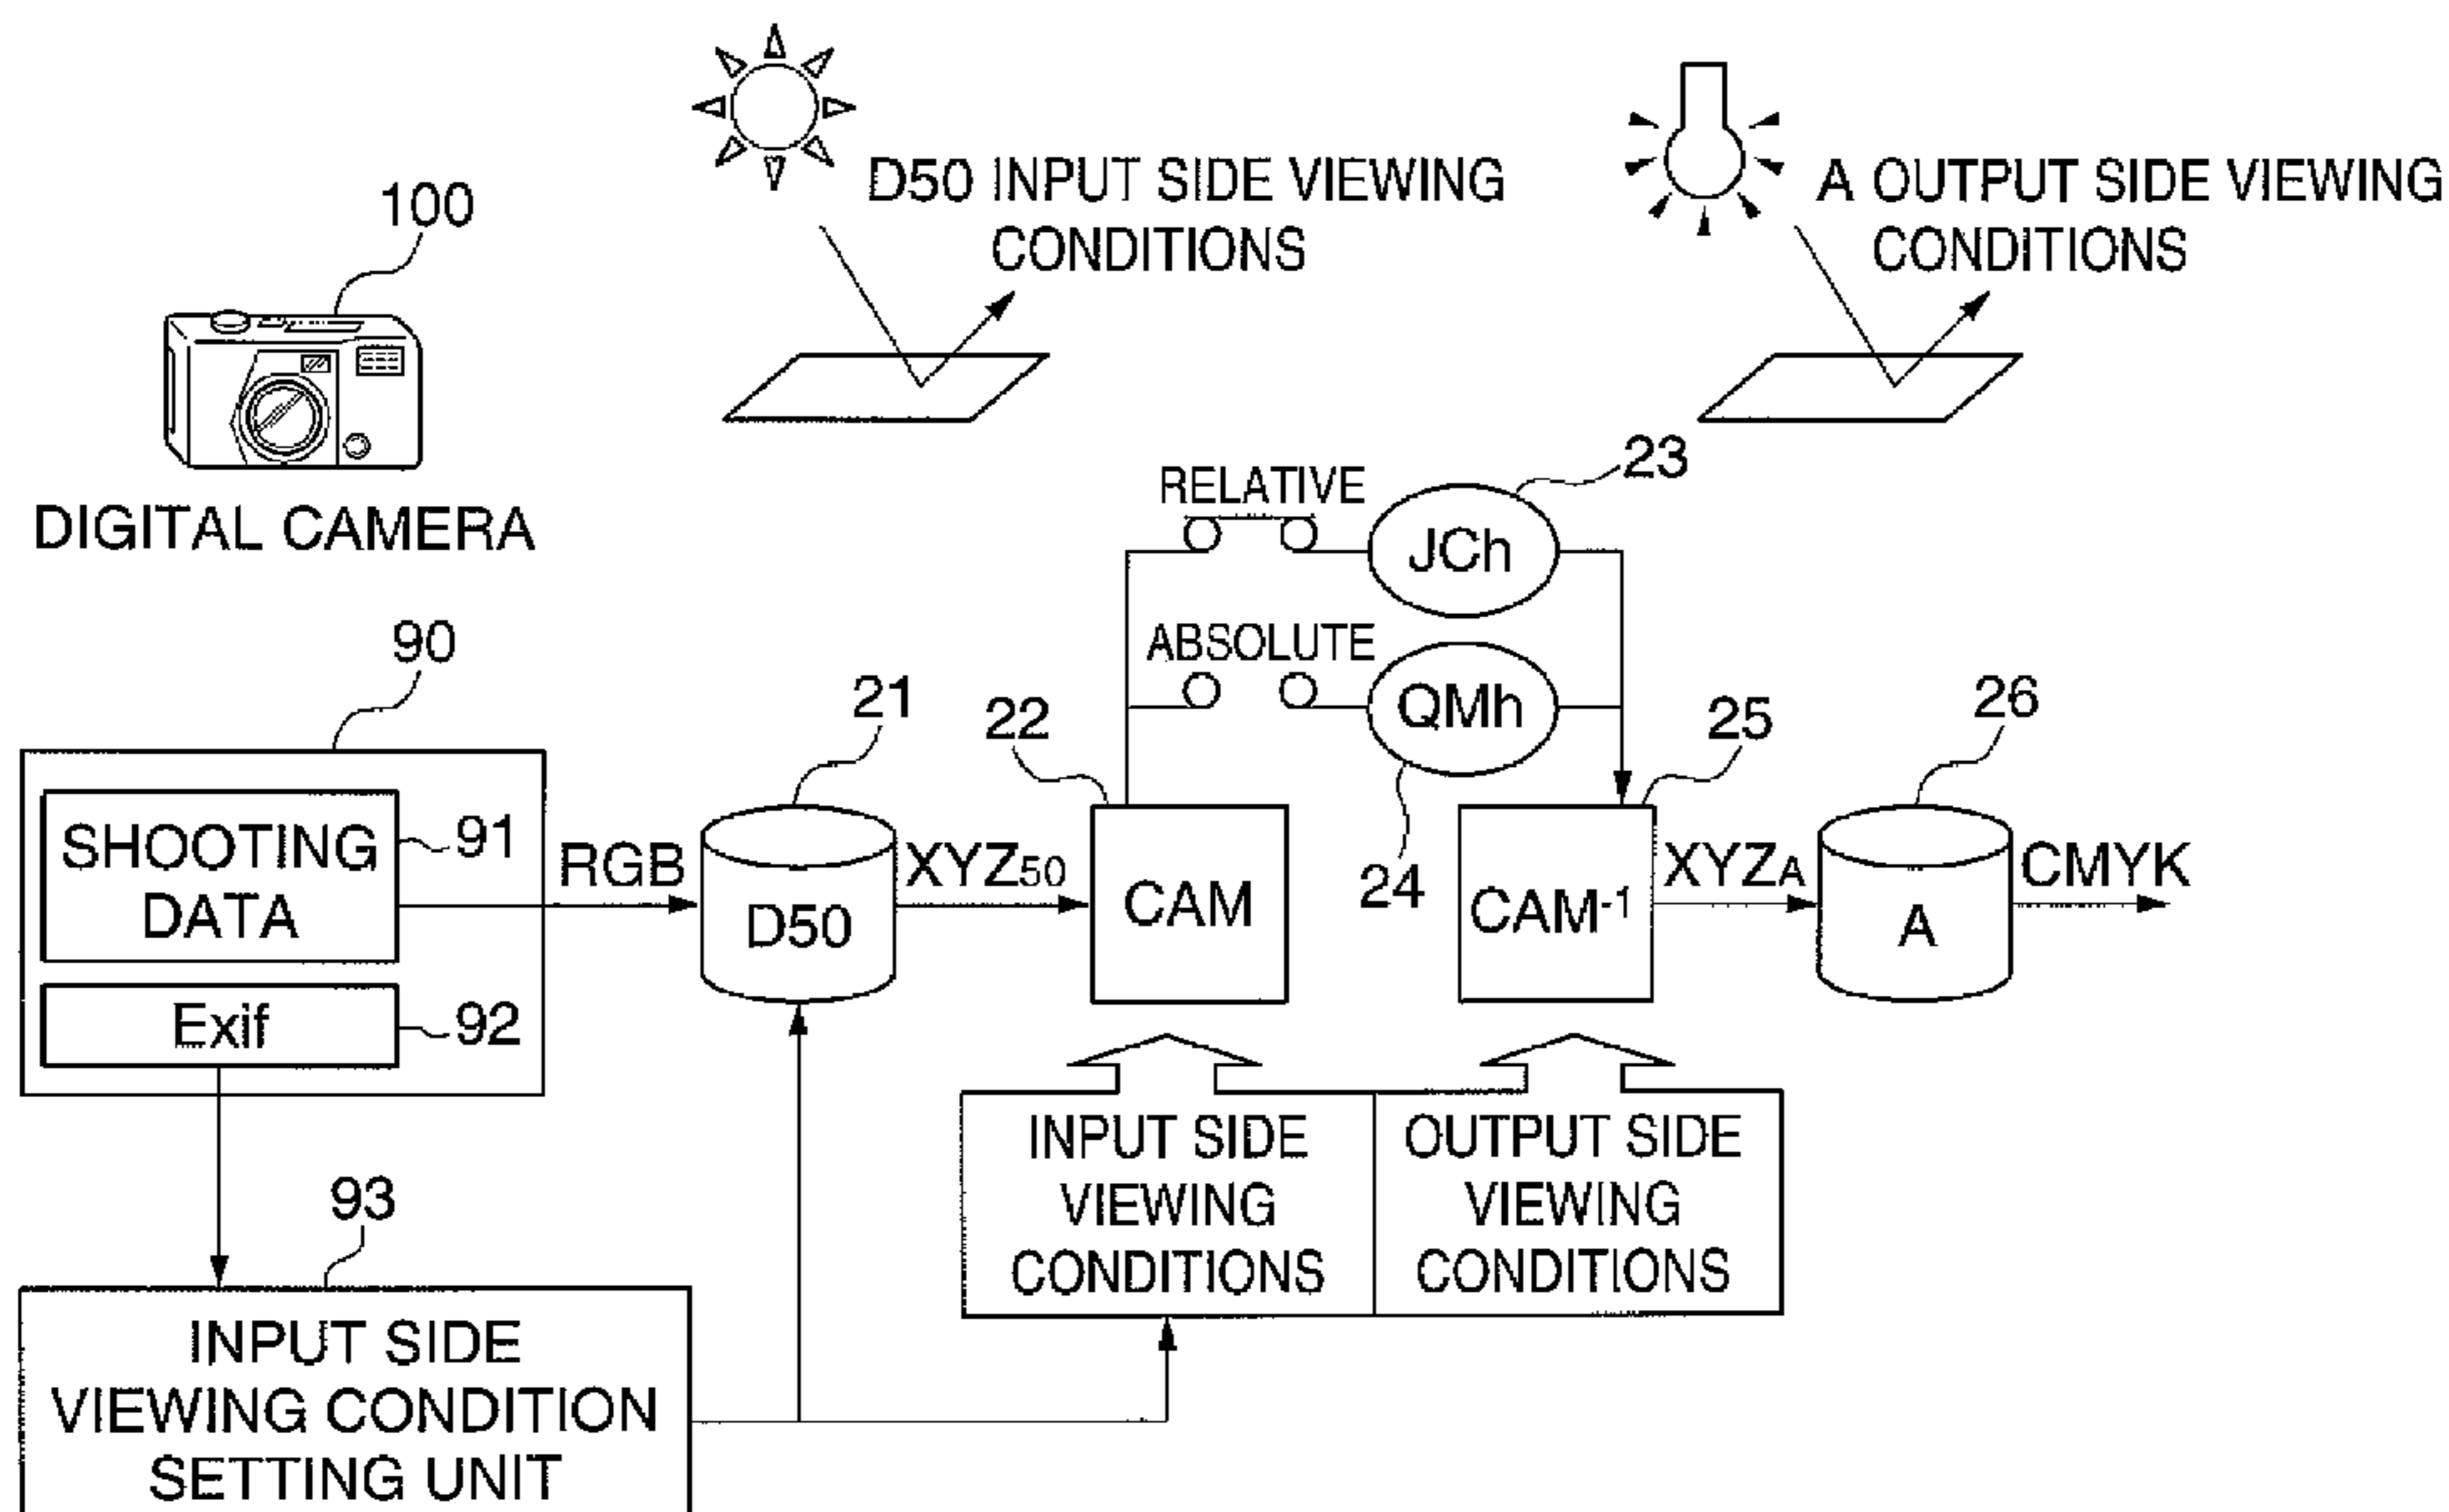 100
DIGITAL CAMERA
D50 INPUT SIDE VIEWING
CONDITIONS
A OUTPUT SIDE VIEWING
CONDITIONS
RELATIVE
JCh
23
ABSOLUTE
QMh
24
90
SHOOTING
DATA
91
Exif
92
RGB
21
D50
XYZ50
22
CAM
25
CAM-1
XYZA
26
A
CMYK
INPUT SIDE
VIEWING
CONDITIONS
OUTPUT SIDE
VIEWING
CONDITIONS
93
INPUT SIDE
VIEWING CONDITION
SETTING UNIT